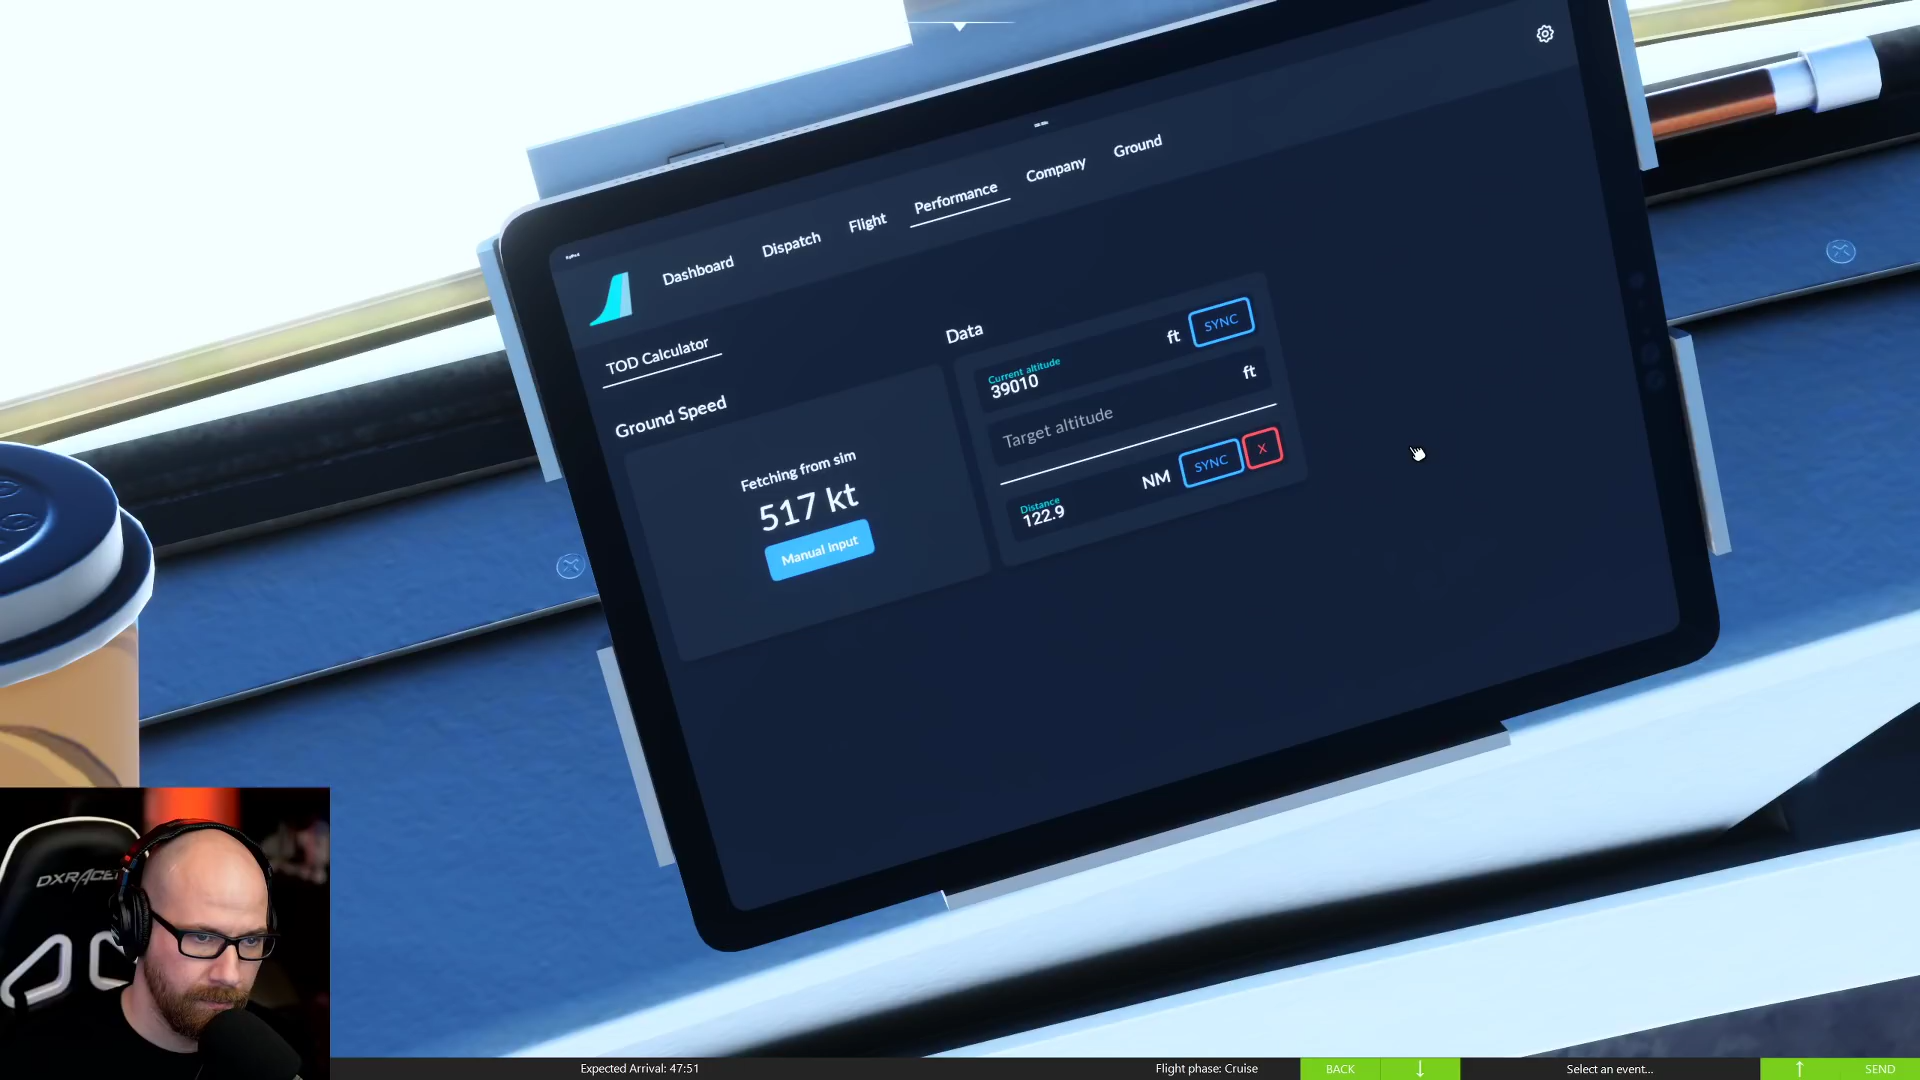 Dashboard
Dispatch
Flight
Performance
Company
Ground
TOD Calculator
Ground Speed
Fetching from sim
517 kt
Manual input
Data
Current altitude
39010
ft
SYNC
Target altitude
ft
Distance
122.9
NM
SYNC
X
DXRACE
Expected Arrival: 47:51
Flight phase: Cruise
BACK
↓
Select an event...
↑
SEND